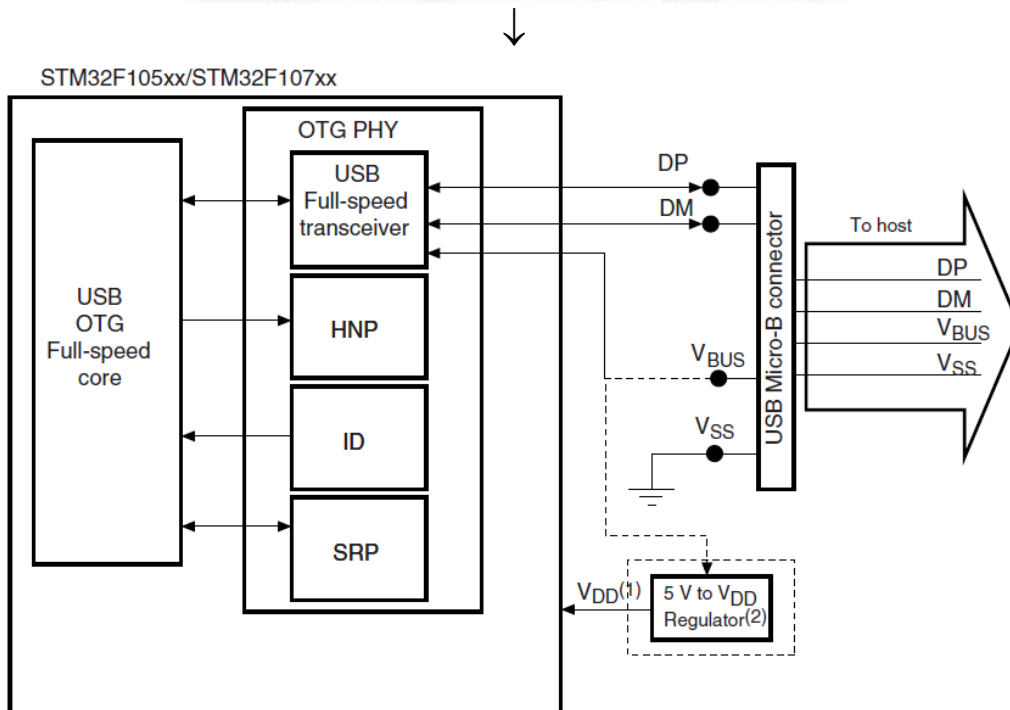 STM32F105xx/STM32F107xx
OTG PHY
USB
Full-speed
transceiver
USB
OTG
Full-speed
core
HNP
ID
SRP
DP
DM
VBUS
VSS
USB Micro-B connector
To host
DP
DM
VBUS
VSS
VDD(1)
5 V to VDD
Regulator(2)